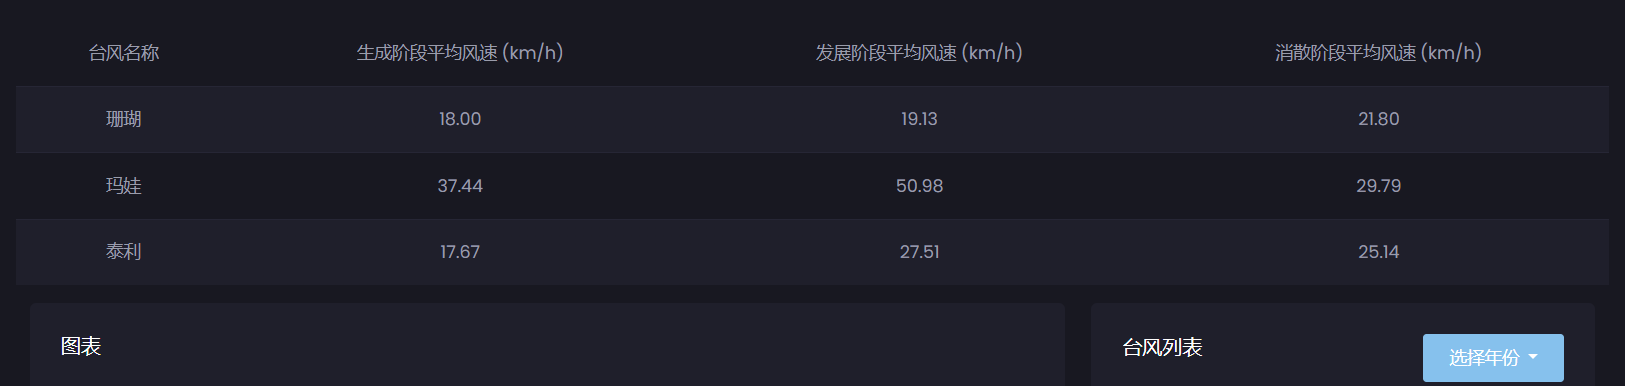 台风名称 生成阶段平均风速 (km/h) 发展阶段平均风速 (km/h) 消散阶段平均风速 (km/h)
珊瑚 18.00 19.13 21.80
玛娃 37.44 50.98 29.79
泰利 17.67 27.51 25.14
图表
台风列表 选择年份